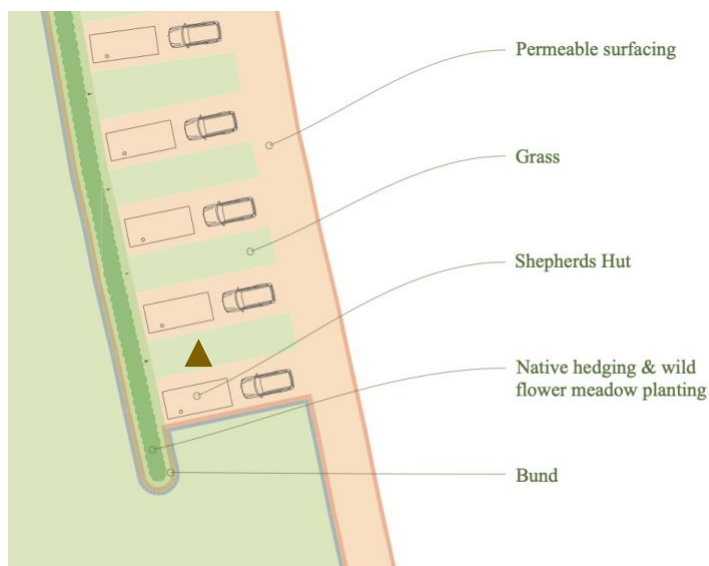 Permeable surfacing
Grass
Shepherds Hut
Native hedging & wild
flower meadow planting
Bund